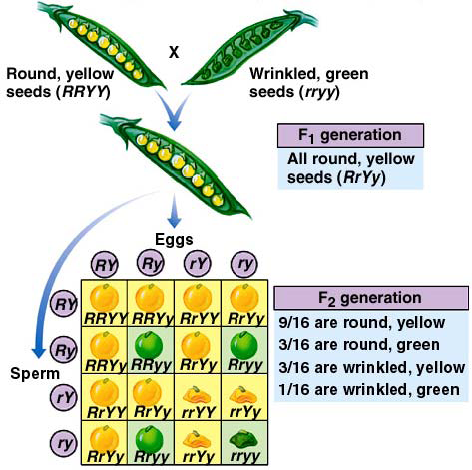 X
Round, yellow
seeds (RRYY)
Wrinkled, green
seeds (rryy)
F1 generation
All round, yellow
seeds (RrYy)
Eggs
RY Ry rY ry
RY
RRYY RRYy RrYY RrYy
Ry
RRYy RRyy RrYy Rryy
Sperm
rY
RrYY RrYy rrYY rrYy
ry
RrYy Rryy rrYy rryy
F2 generation
9/16 are round, yellow
3/16 are round, green
3/16 are wrinkled, yellow
1/16 are wrinkled, green